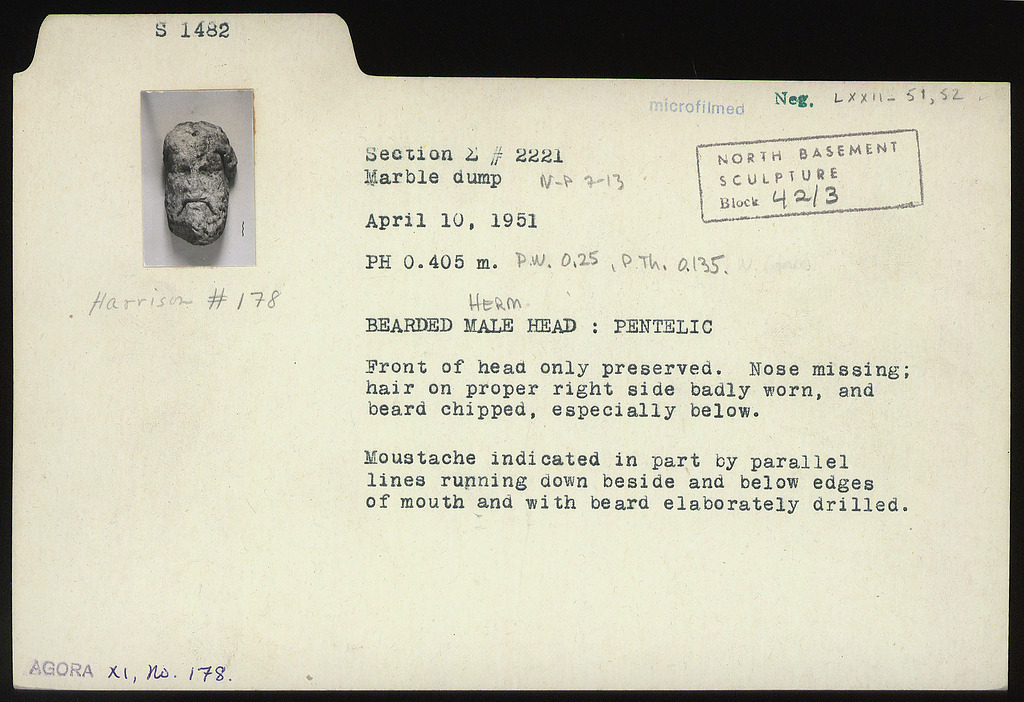 S 1482
microfilmed
Neg. LXXII - 51, 52
NORTH BASEMENT
SCULPTURE
Block 42/3
Section Σ # 2221
Marble dump N-P 7-13
April 10, 1951
PH 0.405 m. P.W. 0.25, P.Th. 0.135.
Harrison # 178
HERM
BEARDED MALE HEAD : PENTELIC
Front of head only preserved. Nose missing;
hair on proper right side badly worn, and
beard chipped, especially below.
Moustache indicated in part by parallel
lines running down beside and below edges
of mouth and with beard elaborately drilled.
AGORA XI, No. 178.